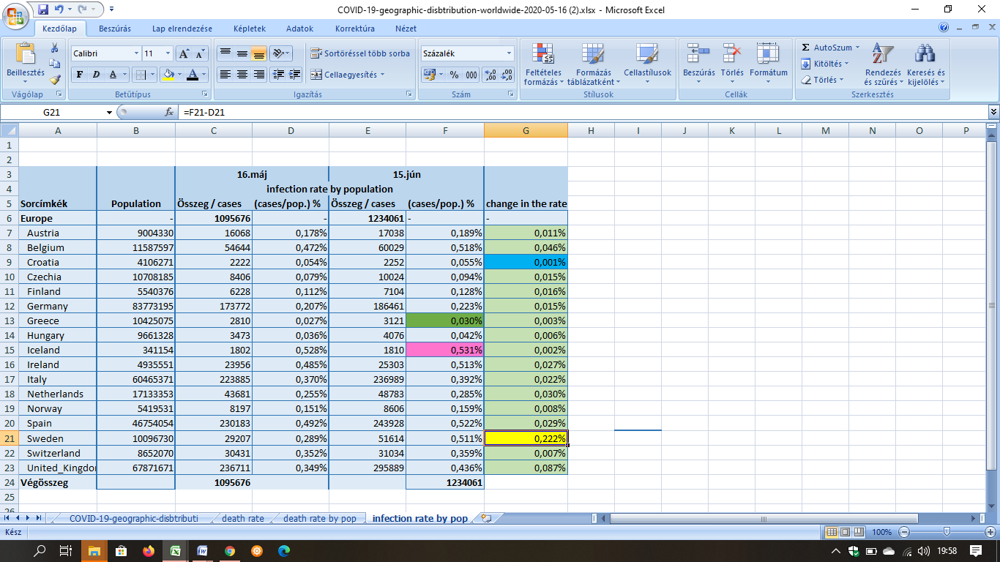 COVID-19-geographic-disbtribution-worldwide-2020-05-16 (2).xlsx - Microsoft Excel
Kezdőlap Beszúrás Lap elrendezése Képletek Adatok Korrektúra Nézet
Calibri 11 Sortöréssel több sorba Százalék AutoSzum
Beillesztés F D A Cellaegyesítés % 000 Feltételes formázás Formázás táblázatként Cellastílusok Beszúrás Törlés Formátum Kitöltés Törlés Rendezés és szűrés Keresés és kijelölés
Vágólap Betűtípus Igazítás Szám Stílusok Cellák Szerkesztés
G21 fx =F21-D21
A B C D E F G H I J K L M N O P
1
2
3 16.máj 15.jún
4 infection rate by population
5 Sorcímkék Population Összeg / cases (cases/pop.) % Összeg / cases (cases/pop.) % change in the rate
6 Europe - 1095676 - 1234061 - -
7 Austria 9004330 16068 0,178% 17038 0,189% 0,011%
8 Belgium 11587597 54644 0,472% 60029 0,518% 0,046%
9 Croatia 4106271 2222 0,054% 2252 0,055% 0,001%
10 Czechia 10708185 8406 0,079% 10024 0,094% 0,015%
11 Finland 5540376 6228 0,112% 7104 0,128% 0,016%
12 Germany 83773195 173772 0,207% 186461 0,223% 0,015%
13 Greece 10425075 2810 0,027% 3121 0,030% 0,003%
14 Hungary 9661328 3473 0,036% 4076 0,042% 0,006%
15 Iceland 341154 1802 0,528% 1810 0,531% 0,002%
16 Ireland 4935551 23956 0,485% 25303 0,513% 0,027%
17 Italy 60465371 223885 0,370% 236989 0,392% 0,022%
18 Netherlands 17133353 43681 0,255% 48783 0,285% 0,030%
19 Norway 5419531 8197 0,151% 8606 0,159% 0,008%
20 Spain 46754054 230183 0,492% 243928 0,522% 0,029%
21 Sweden 10096730 29207 0,289% 51614 0,511% 0,222%
22 Switzerland 8652070 30431 0,352% 31034 0,359% 0,007%
23 United_Kingdo 67871671 236711 0,349% 295889 0,436% 0,087%
24 Végösszeg 1095676 1234061
25
26
COVID-19-geographic-disbtributi death rate death rate by pop infection rate by pop
Kész 100%
19:58